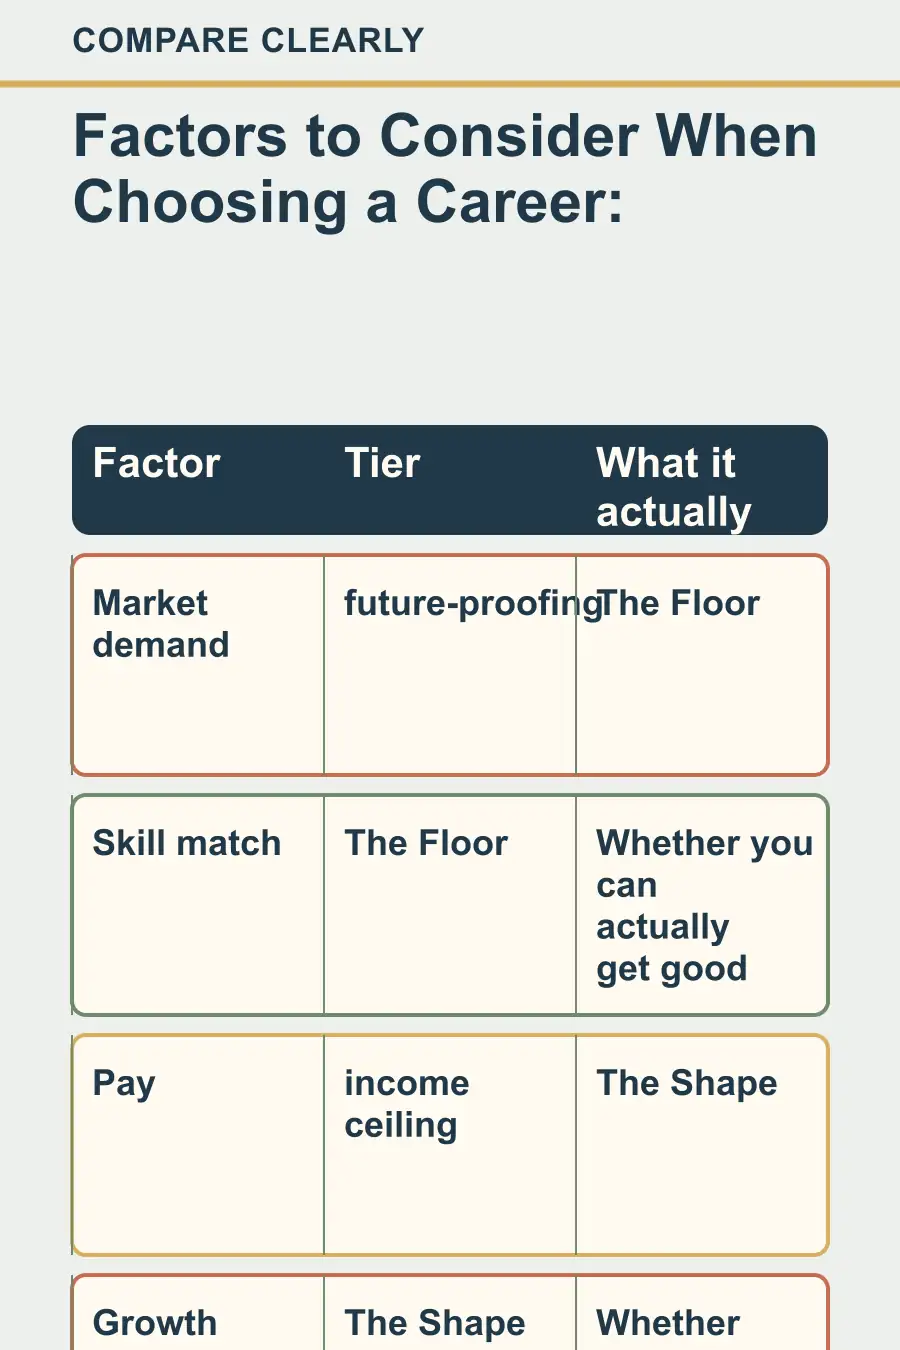 COMPARE CLEARLY
Factors to Consider When
Choosing a Career:
Factor
Tier
What it
actually
Market
demand
future-proofing
The Floor
Skill match
The Floor
Whether you
can
actually
get good
Pay
income
ceiling
The Shape
Growth
The Shape
Whether